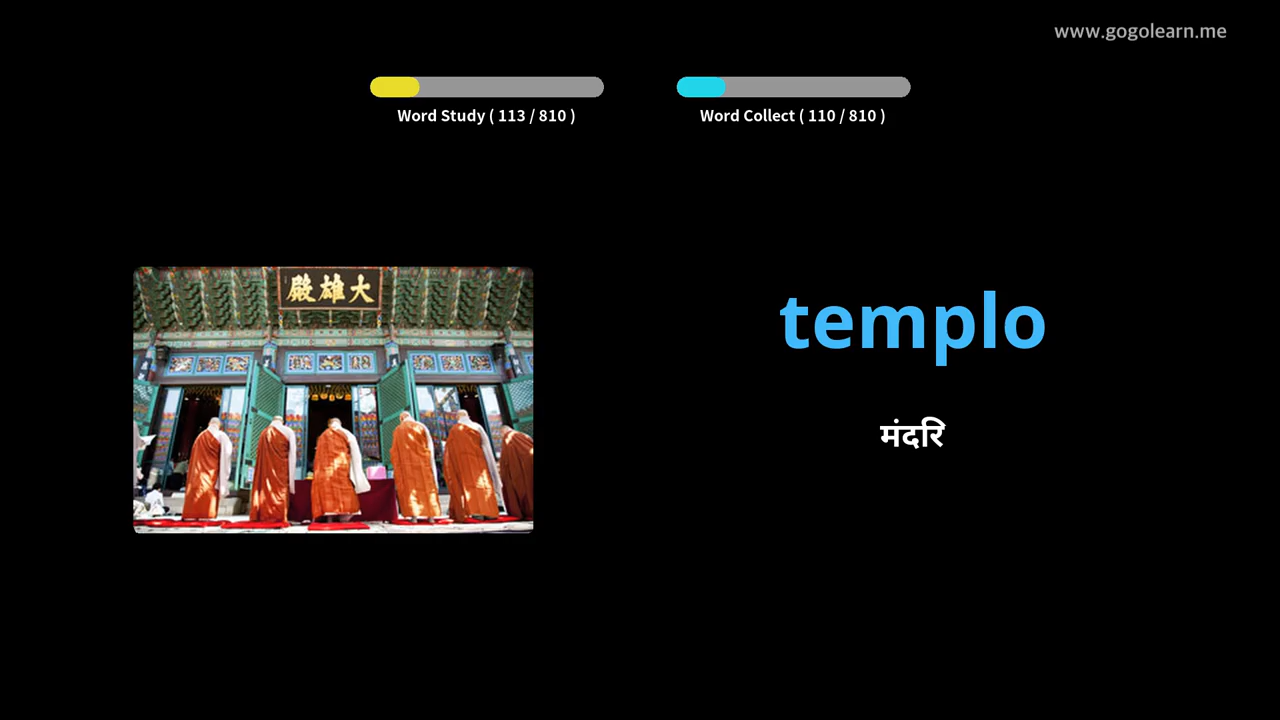 www.gogolearn.me
Word Study ( 113 / 810 )
Word Collect ( 110 / 810 )
大雄殿
templo
मंदरि